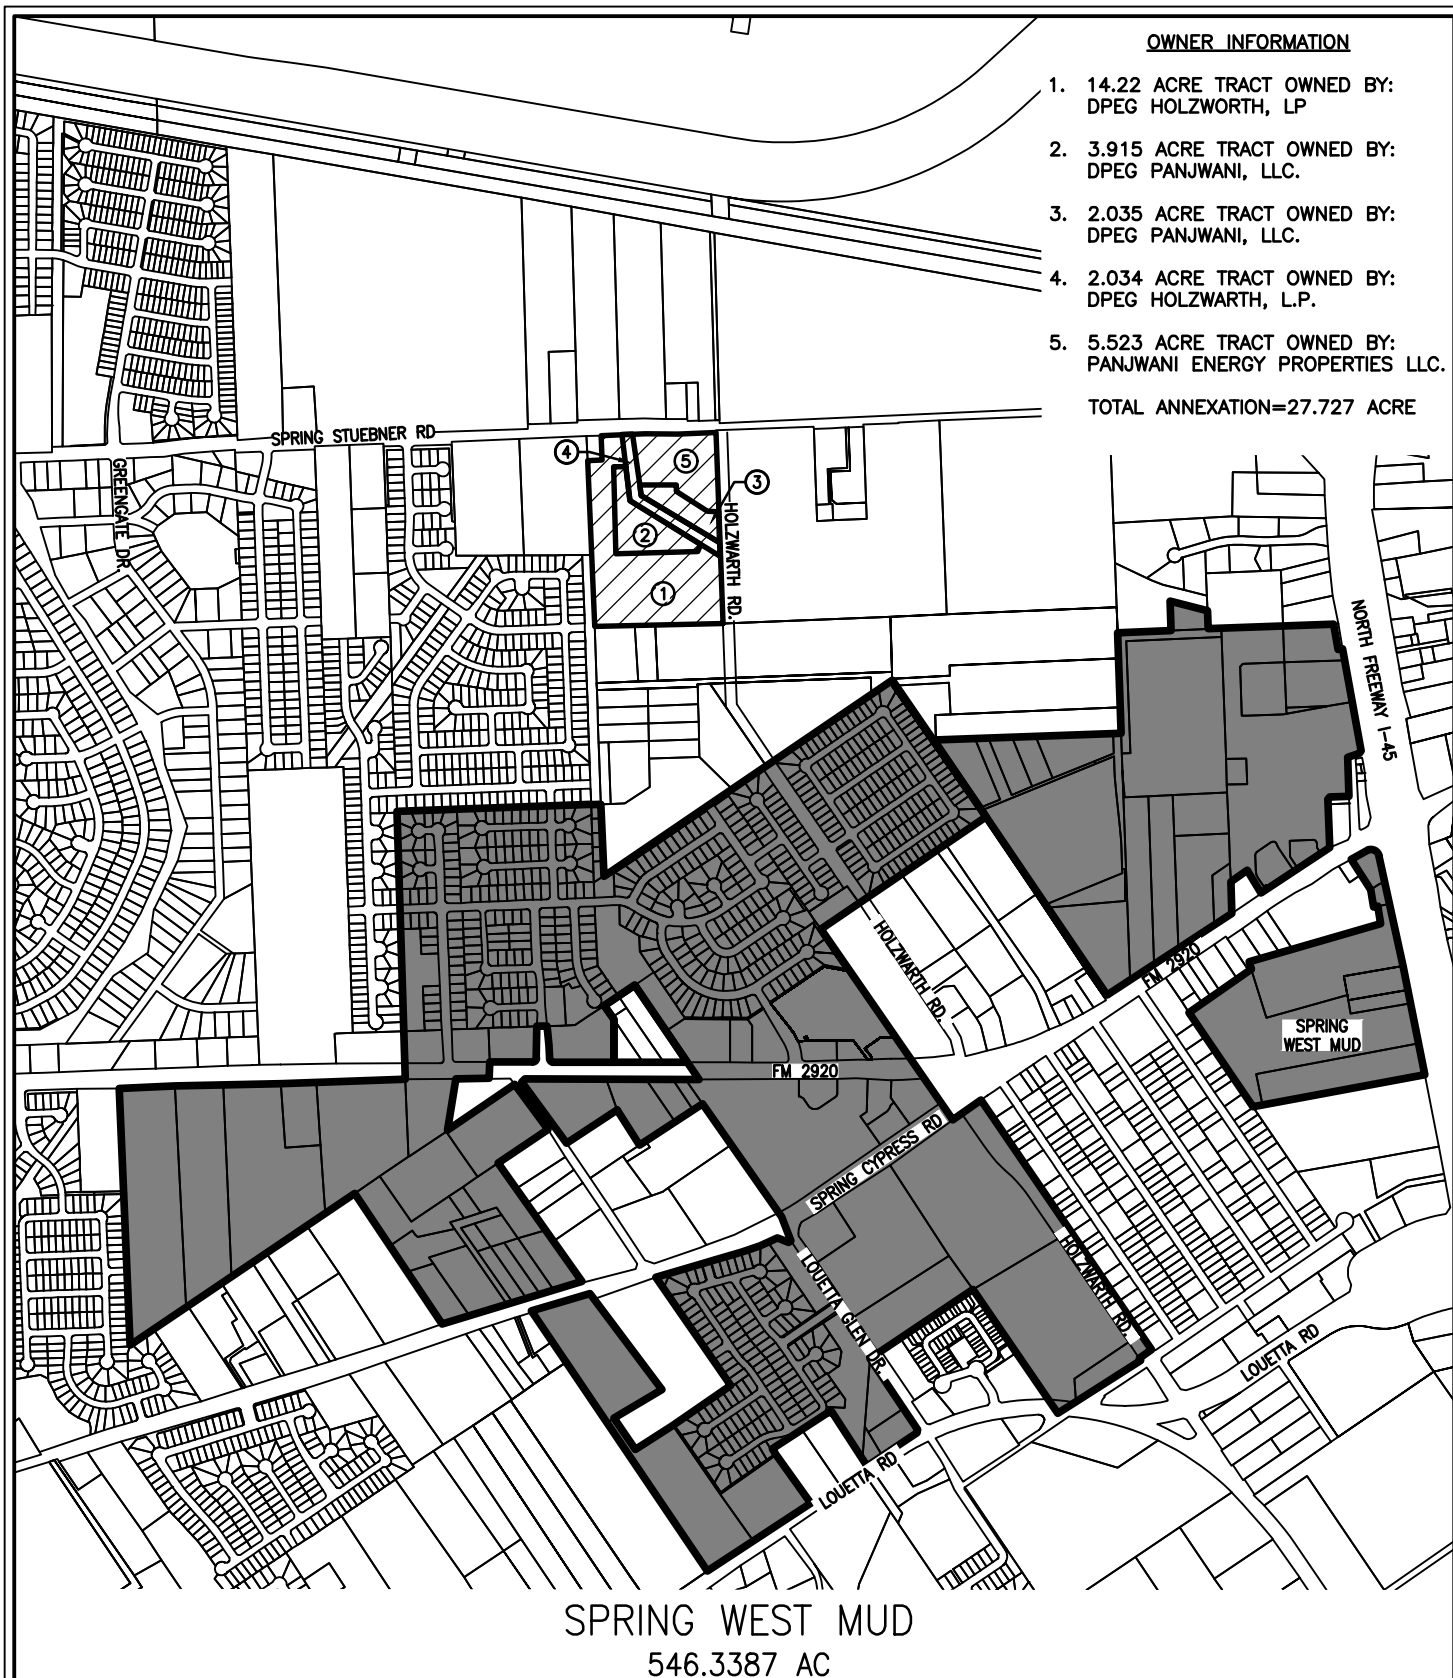 OWNER INFORMATION
1. 14.22 ACRE TRACT OWNED BY:
DPEG HOLZWORTH, LP
2. 3.915 ACRE TRACT OWNED BY:
DPEG PANJWANI, LLC.
3. 2.035 ACRE TRACT OWNED BY:
DPEG PANJWANI, LLC.
4. 2.034 ACRE TRACT OWNED BY:
DPEG HOLZWARTH, L.P.
5. 5.523 ACRE TRACT OWNED BY:
PANJWANI ENERGY PROPERTIES LLC.
TOTAL ANNEXATION=27.727 ACRE
SPRING STUEBNER RD
GREENGATE DR.
4
5
3
2
1
HOLZWARTH RD.
NORTH FREEWAY I-45
HOLZWARTH RD.
FM 2920
SPRING
WEST MUD
FM 2920
SPRING CYPRESS RD
LOUETTA GLEN DR.
HOLZWARTH RD.
LOUETTA RD
LOUETTA RD
SPRING WEST MUD
546.3387 AC